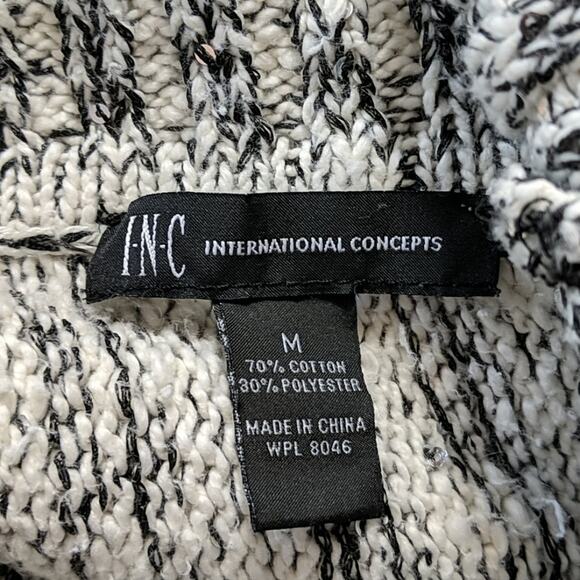 I·N·C INTERNATIONAL CONCEPTS
M
70% COTTON
30% POLYESTER
MADE IN CHINA
WPL 8046